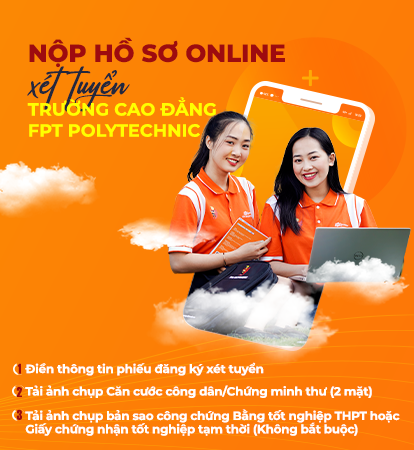 NỘP HỒ SƠ ONLINE
xét tuyển
TRƯỜNG CAO ĐẲNG
FPT POLYTECHNIC
1 Điền thông tin phiếu đăng ký xét tuyển
2 Tải ảnh chụp Căn cước công dân/Chứng minh thư (2 mặt)
3 Tải ảnh chụp bản sao công chứng Bằng tốt nghiệp THPT hoặc
Giấy chứng nhận tốt nghiệp tạm thời (Không bắt buộc)